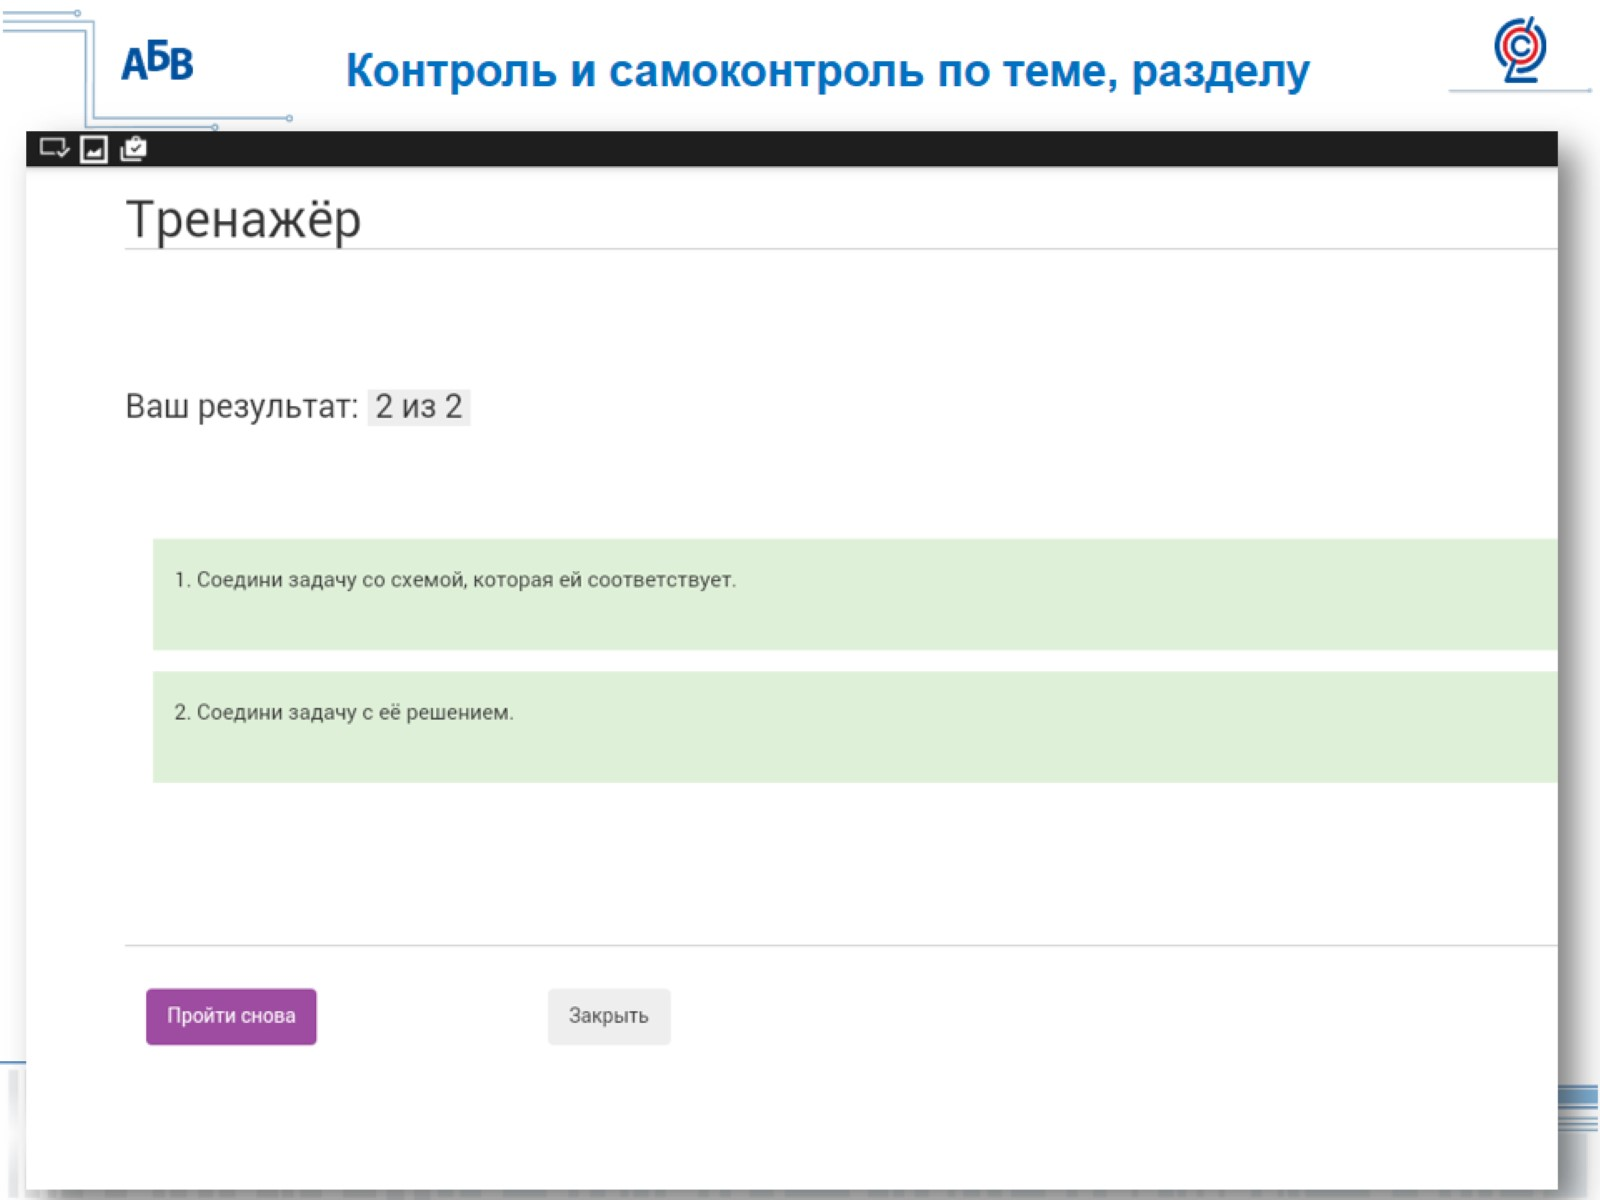 АБВ
Контроль и самоконтроль по теме, разделу
Тренажёр
Ваш результат: 2 из 2
1. Соедини задачу со схемой, которая ей соответствует.
2. Соедини задачу с её решением.
Пройти снова
Закрыть